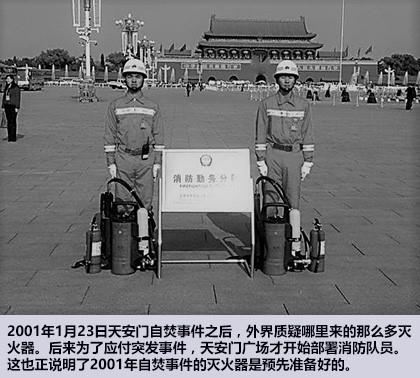 消防勤务分
2001年1月23日天安门自焚事件之后，外界质疑哪里来的那么多灭
火器。后来为了应付突发事件，天安门广场才开始部署消防队员。
这也正说明了2001年自焚事件的灭火器是预先准备好的。